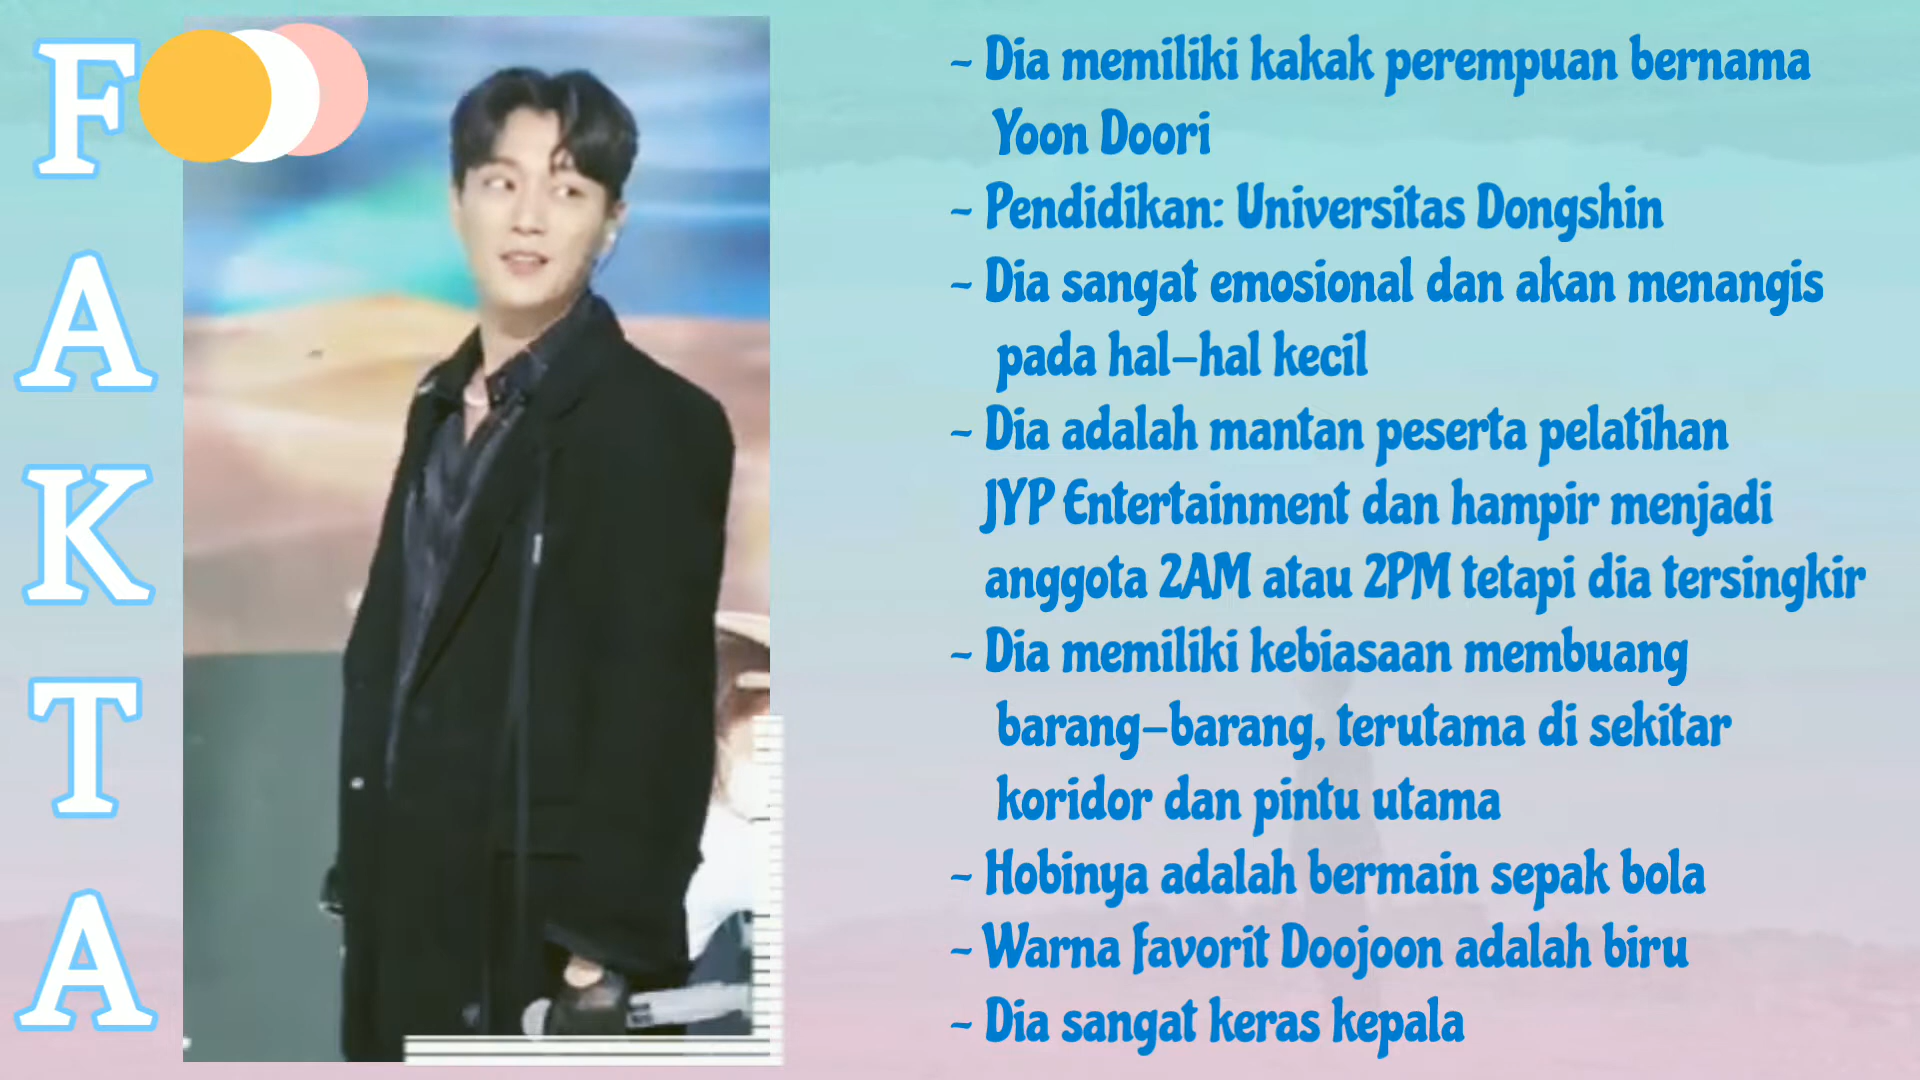 FAKTA
- Dia memiliki kakak perempuan bernama
Yoon Doori
- Pendidikan: Universitas Dongshin
- Dia sangat emosional dan akan menangis
pada hal-hal kecil
- Dia adalah mantan peserta pelatihan
JYP Entertainment dan hampir menjadi
anggota 2AM atau 2PM tetapi dia tersingkir
- Dia memiliki kebiasaan membuang
barang-barang, terutama di sekitar
koridor dan pintu utama
- Hobinya adalah bermain sepak bola
- Warna Favorit Doojoon adalah biru
- Dia sangat keras kepala